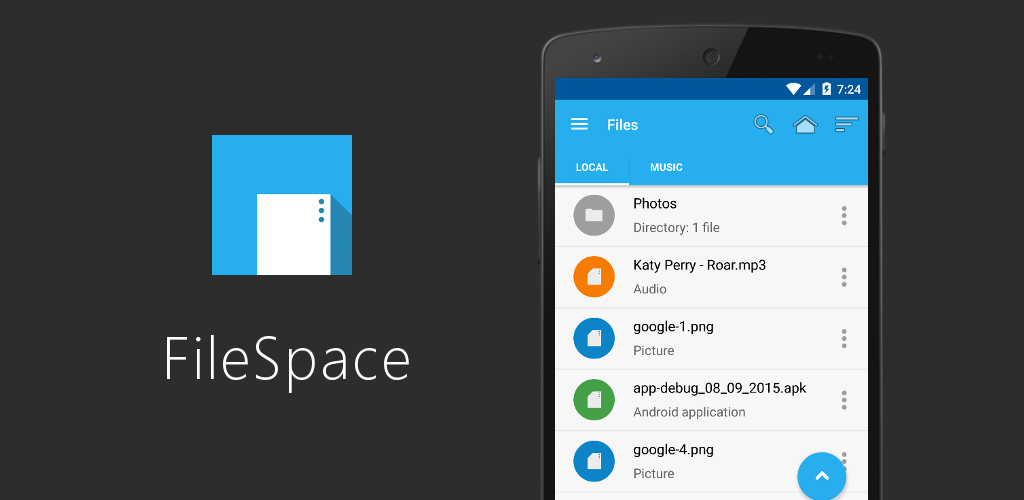 FileSpace
7:24
Files
LOCAL
MUSIC
Photos
Directory: 1 file
Katy Perry - Roar.mp3
Audio
google-1.png
Picture
app-debug_08_09_2015.apk
Android application
google-4.png
Picture